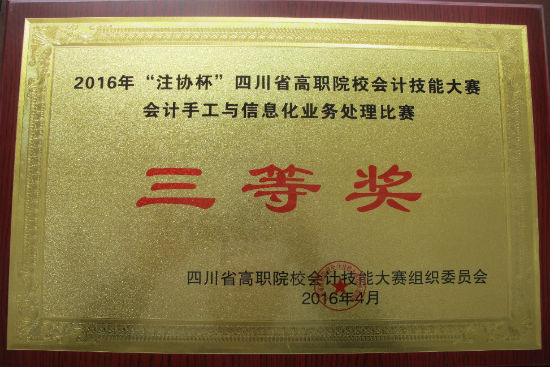 2016年“注协杯”四川省高职院校会计技能大赛
会计手工与信息化业务处理比赛
三等奖
四川省高职院校会计技能大赛组织委员会
2016年4月